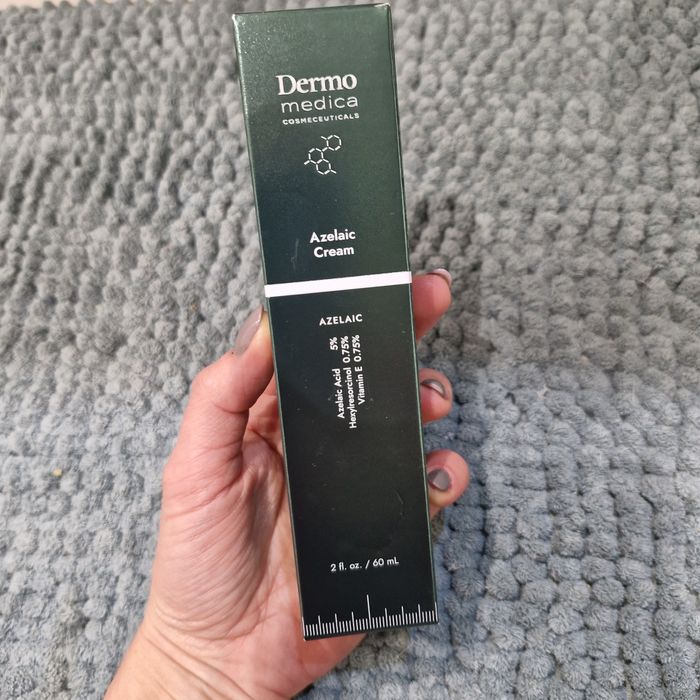 Dermo
medica
COSMECEUTICALS
Azelaic
Cream
AZELAIC
Azelaic Acid 5%
Hexylresorcinol 0.75%
Vitamin E 0.75%
2 fl. oz. / 60 mL